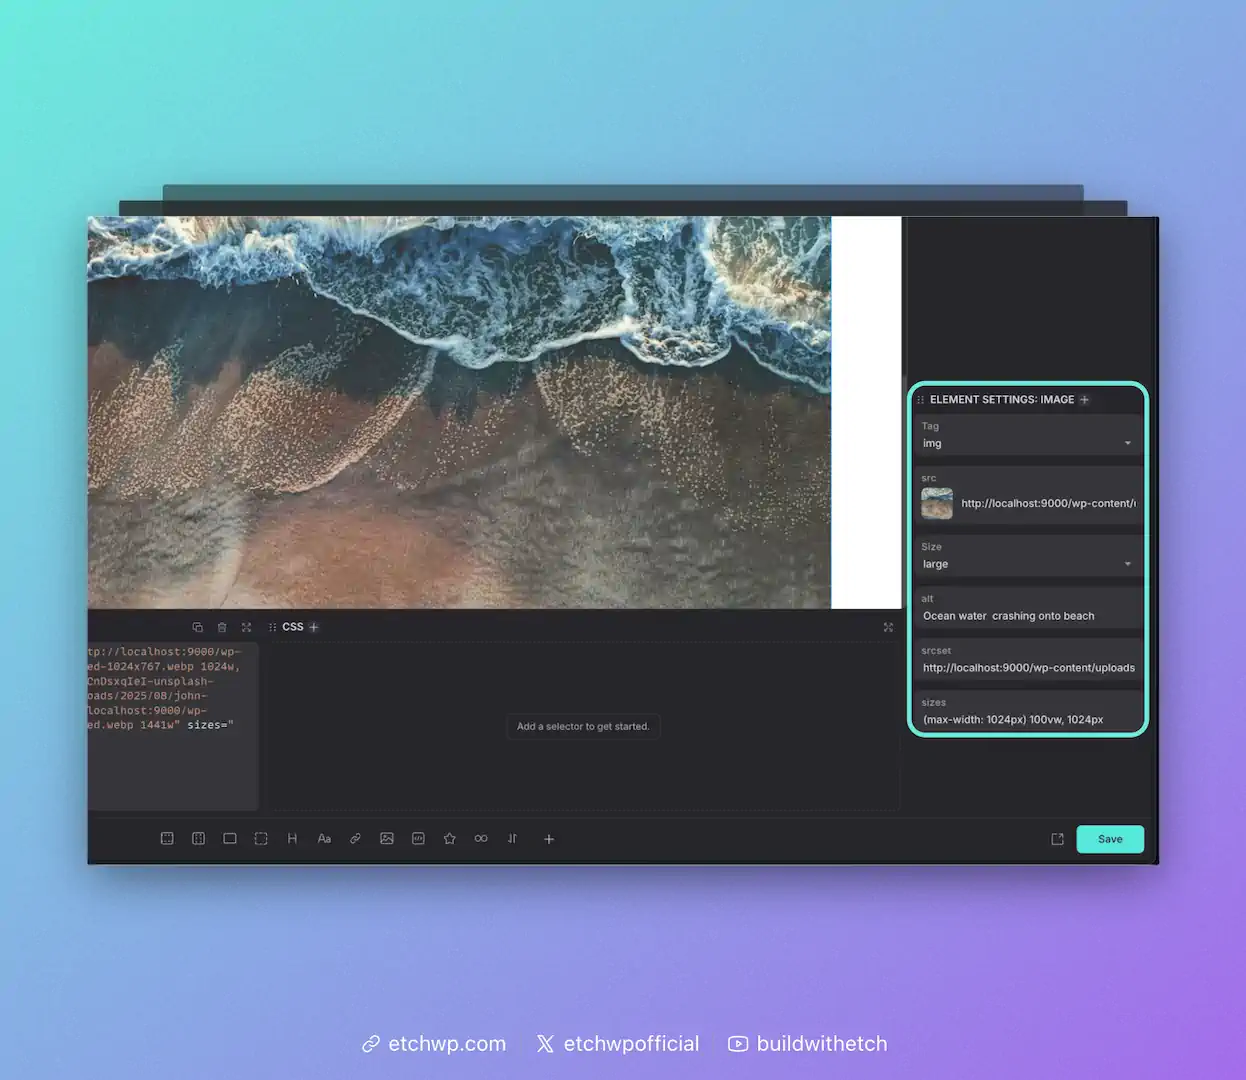 ELEMENT SETTINGS: IMAGE
Tag
img
src
http://localhost:9000/wp-content/
Size
large
alt
Ocean water  crashing onto beach
srcset
http://localhost:9000/wp-content/uploads
sizes
(max-width: 1024px) 100vw, 1024px
CSS
tp://localhost:9000/wp-
ed-1024x767.webp 1024w,
CnDsxqIeI-unsplash-
oads/2025/08/john-
localhost:9000/wp-
ed.webp 1441w" sizes="
Add a selector to get started.
H
Aa
Save
etchwp.com
etchwpofficial
buildwithetch